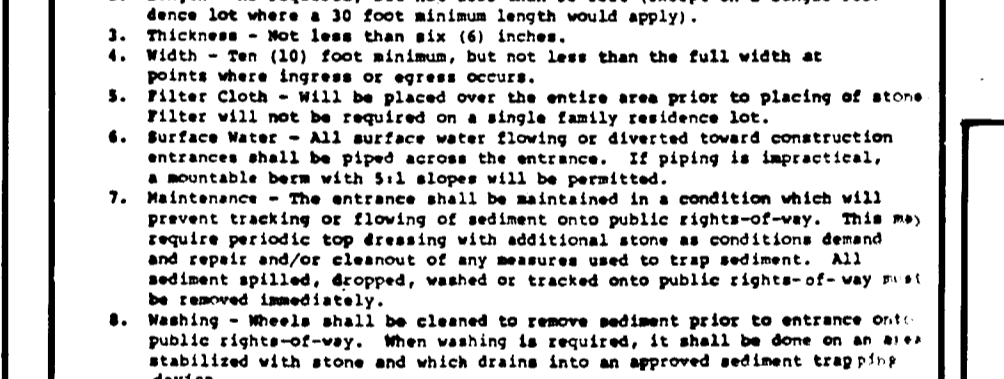 dence lot where a 30 foot minimum length would apply).
3. Thickness - Not less than six (6) inches.
4. Width - Ten (10) foot minimum, but not less than the full width at
points where ingress or egress occurs.
5. Filter Cloth - Will be placed over the entire area prior to placing of stone
Filter will not be required on a single family residence lot.
6. Surface Water - All surface water flowing or diverted toward construction
entrances shall be piped across the entrance. If piping is impractical,
a mountable berm with 5:1 slopes will be permitted.
7. Maintenance - The entrance shall be maintained in a condition which will
prevent tracking or flowing of sediment onto public rights-of-way. This may
require periodic top dressing with additional stone as conditions demand
and repair and/or cleanout of any measures used to trap sediment. All
sediment spilled, dropped, washed or tracked onto public rights-of-way must
be removed immediately.
8. Washing - Wheels shall be cleaned to remove sediment prior to entrance onto
public rights-of-way. When washing is required, it shall be done on an area
stabilized with stone and which drains into an approved sediment trapping